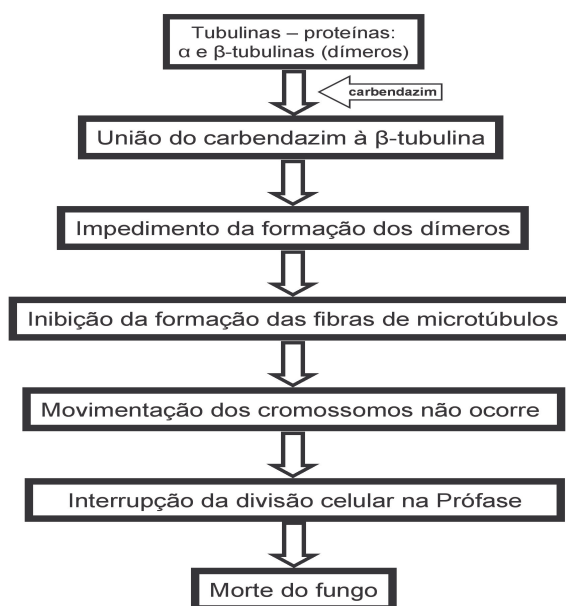 Tubulinas – proteínas:
α e β-tubulinas (dímeros)
carbendazim
União do carbendazim à β-tubulina
Impedimento da formação dos dímeros
Inibição da formação das fibras de microtúbulos
Movimentação dos cromossomos não ocorre
Interrupção da divisão celular na Prófase
Morte do fungo